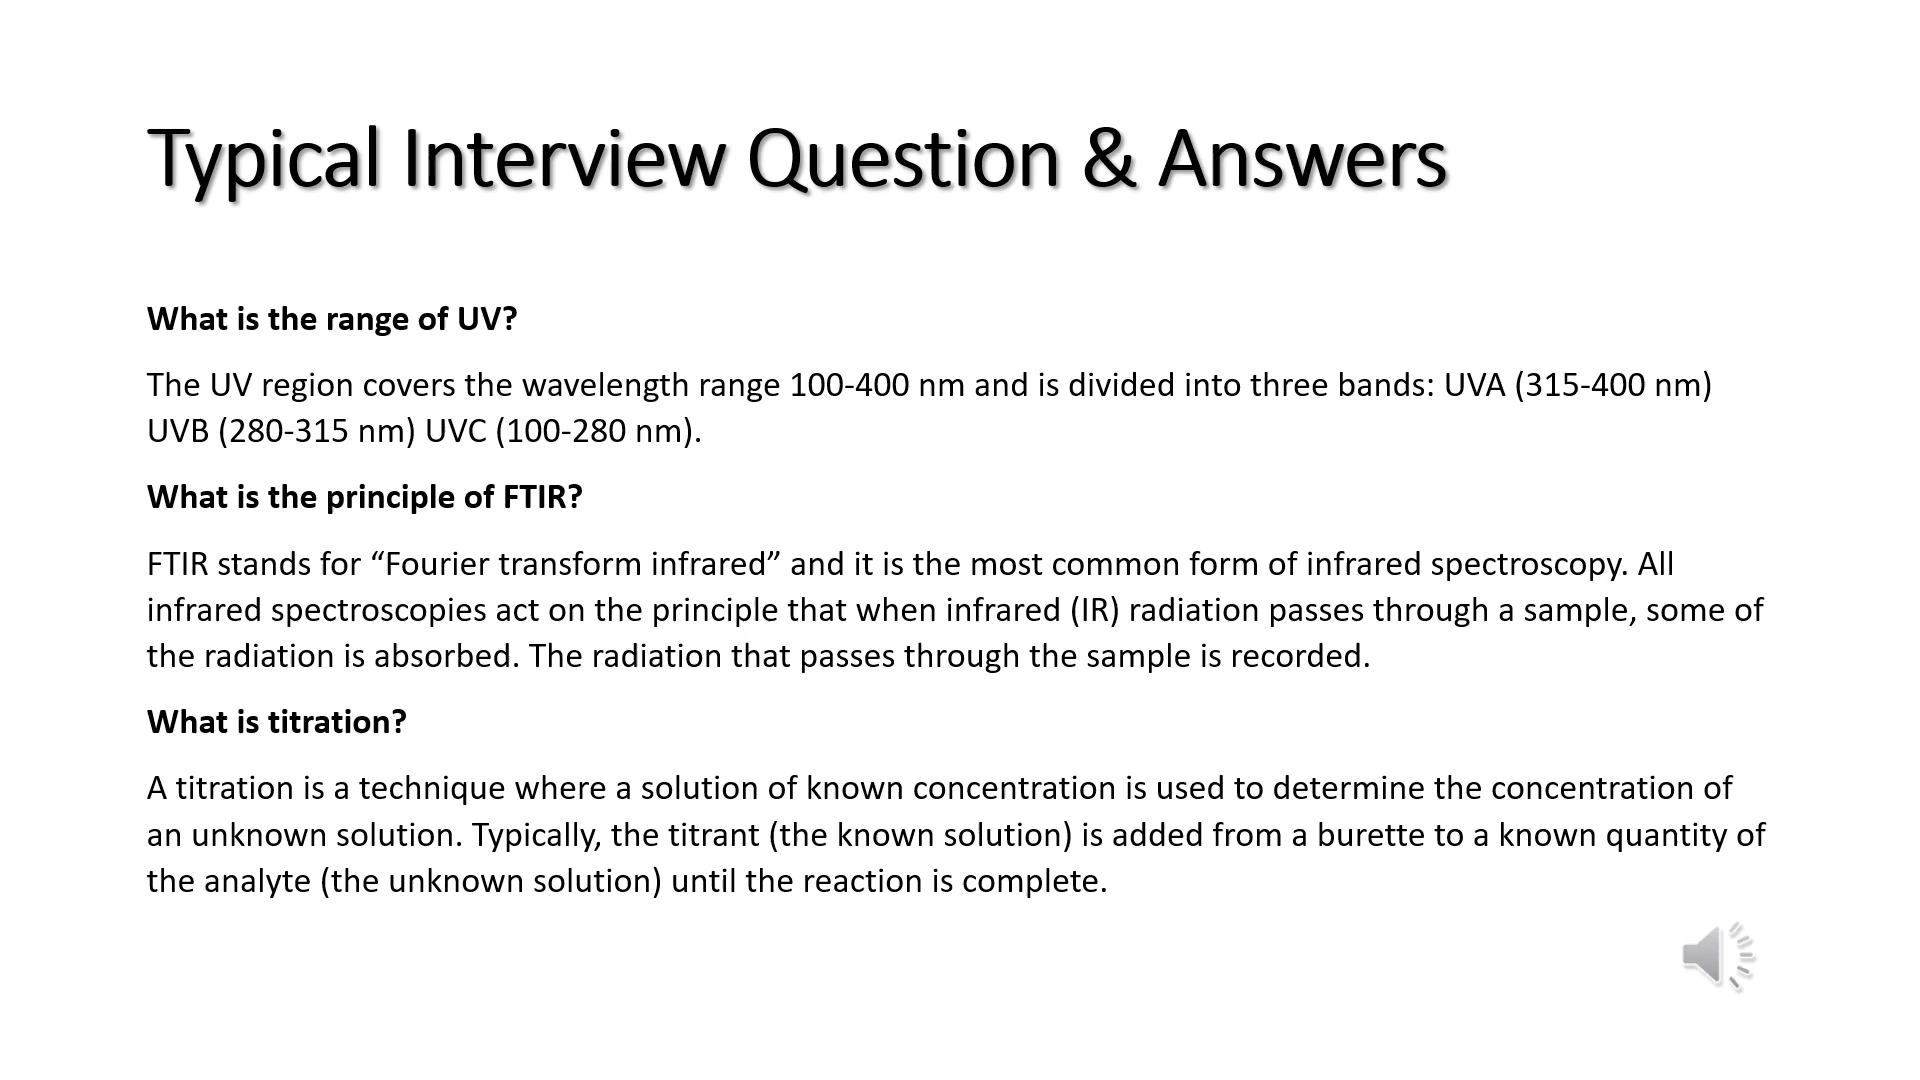 Typical Interview Question & Answers
What is the range of UV?
The UV region covers the wavelength range 100-400 nm and is divided into three bands: UVA (315-400 nm)
UVB (280-315 nm) UVC (100-280 nm).
What is the principle of FTIR?
FTIR stands for “Fourier transform infrared” and it is the most common form of infrared spectroscopy. All
infrared spectroscopies act on the principle that when infrared (IR) radiation passes through a sample, some of
the radiation is absorbed. The radiation that passes through the sample is recorded.
What is titration?
A titration is a technique where a solution of known concentration is used to determine the concentration of
an unknown solution. Typically, the titrant (the known solution) is added from a burette to a known quantity of
the analyte (the unknown solution) until the reaction is complete.